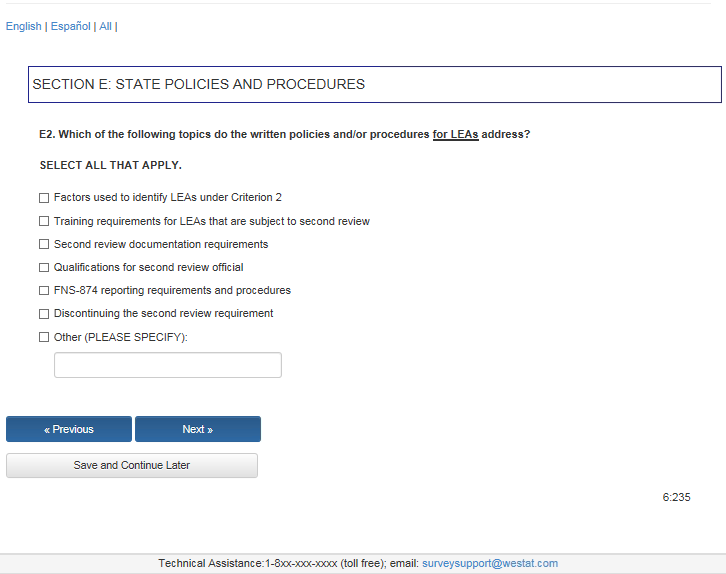 English | Español | All |
SECTION E: STATE POLICIES AND PROCEDURES
E2. Which of the following topics do the written policies and/or procedures for LEAs address?
SELECT ALL THAT APPLY.
Factors used to identify LEAs under Criterion 2
Training requirements for LEAs that are subject to second review
Second review documentation requirements
Qualifications for second review official
FNS-874 reporting requirements and procedures
Discontinuing the second review requirement
Other (PLEASE SPECIFY):
« Previous Next »
Save and Continue Later
6:235
Technical Assistance:1-8xx-xxx-xxxx (toll free); email: surveysupport@westat.com